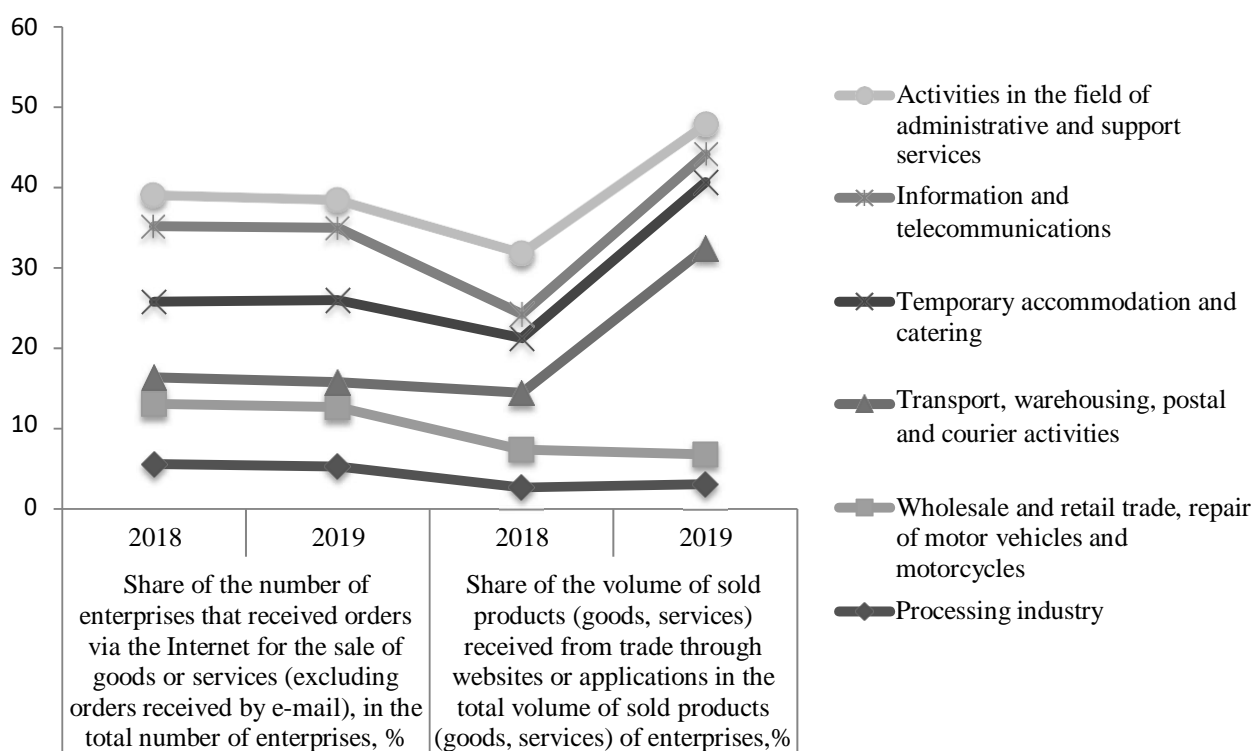 60
50
40
30
20
10
0
2018 2019 2018 2019
Share of the number of
enterprises that received orders
via the Internet for the sale of
goods or services (excluding
orders received by e-mail), in the
total number of enterprises, %
Share of the volume of sold
products (goods, services)
received from trade through
websites or applications in the
total volume of sold products
(goods, services) of enterprises,%
Activities in the field of
administrative and support
services
Information and
telecommunications
Temporary accommodation and
catering
Transport, warehousing, postal
and courier activities
Wholesale and retail trade, repair
of motor vehicles and
motorcycles
Processing industry